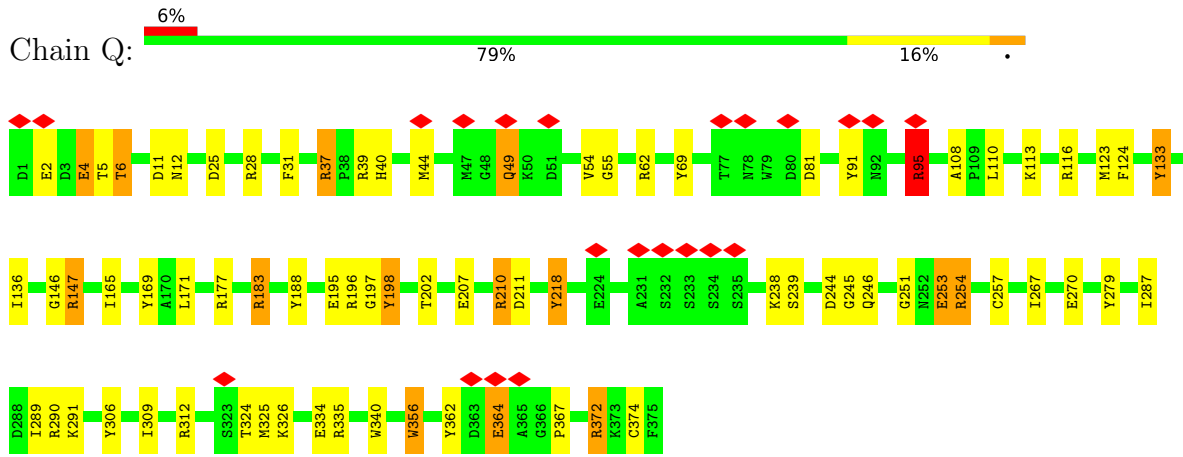 6%
Chain Q:
79% 16% .
D1 E2 D3 E4 T5 T6 D11 N12 D25 R28 F31 R37 P38 R39 H40 M44 M47 G48 Q49 K50 D51 V54 G55 R62 Y69 T77 N78 W79 D80 D81 Y91 N92 R95 A108 P109 L110 K113 R116 M123 F124 Y133
I136 G146 R147 I165 Y169 A170 L171 R177 R183 Y188 E195 R196 G197 Y198 T202 E207 R210 D211 Y218 E224 A231 S232 S233 S234 S235 K238 S239 D244 G245 Q246 G251 N252 E253 R254 C257 I267 E270 Y279 I287
D288 I289 R290 K291 Y306 I309 R312 S323 T324 M325 K326 E334 R335 W340 W356 Y362 D363 E364 A365 G366 P367 R372 K373 C374 F375